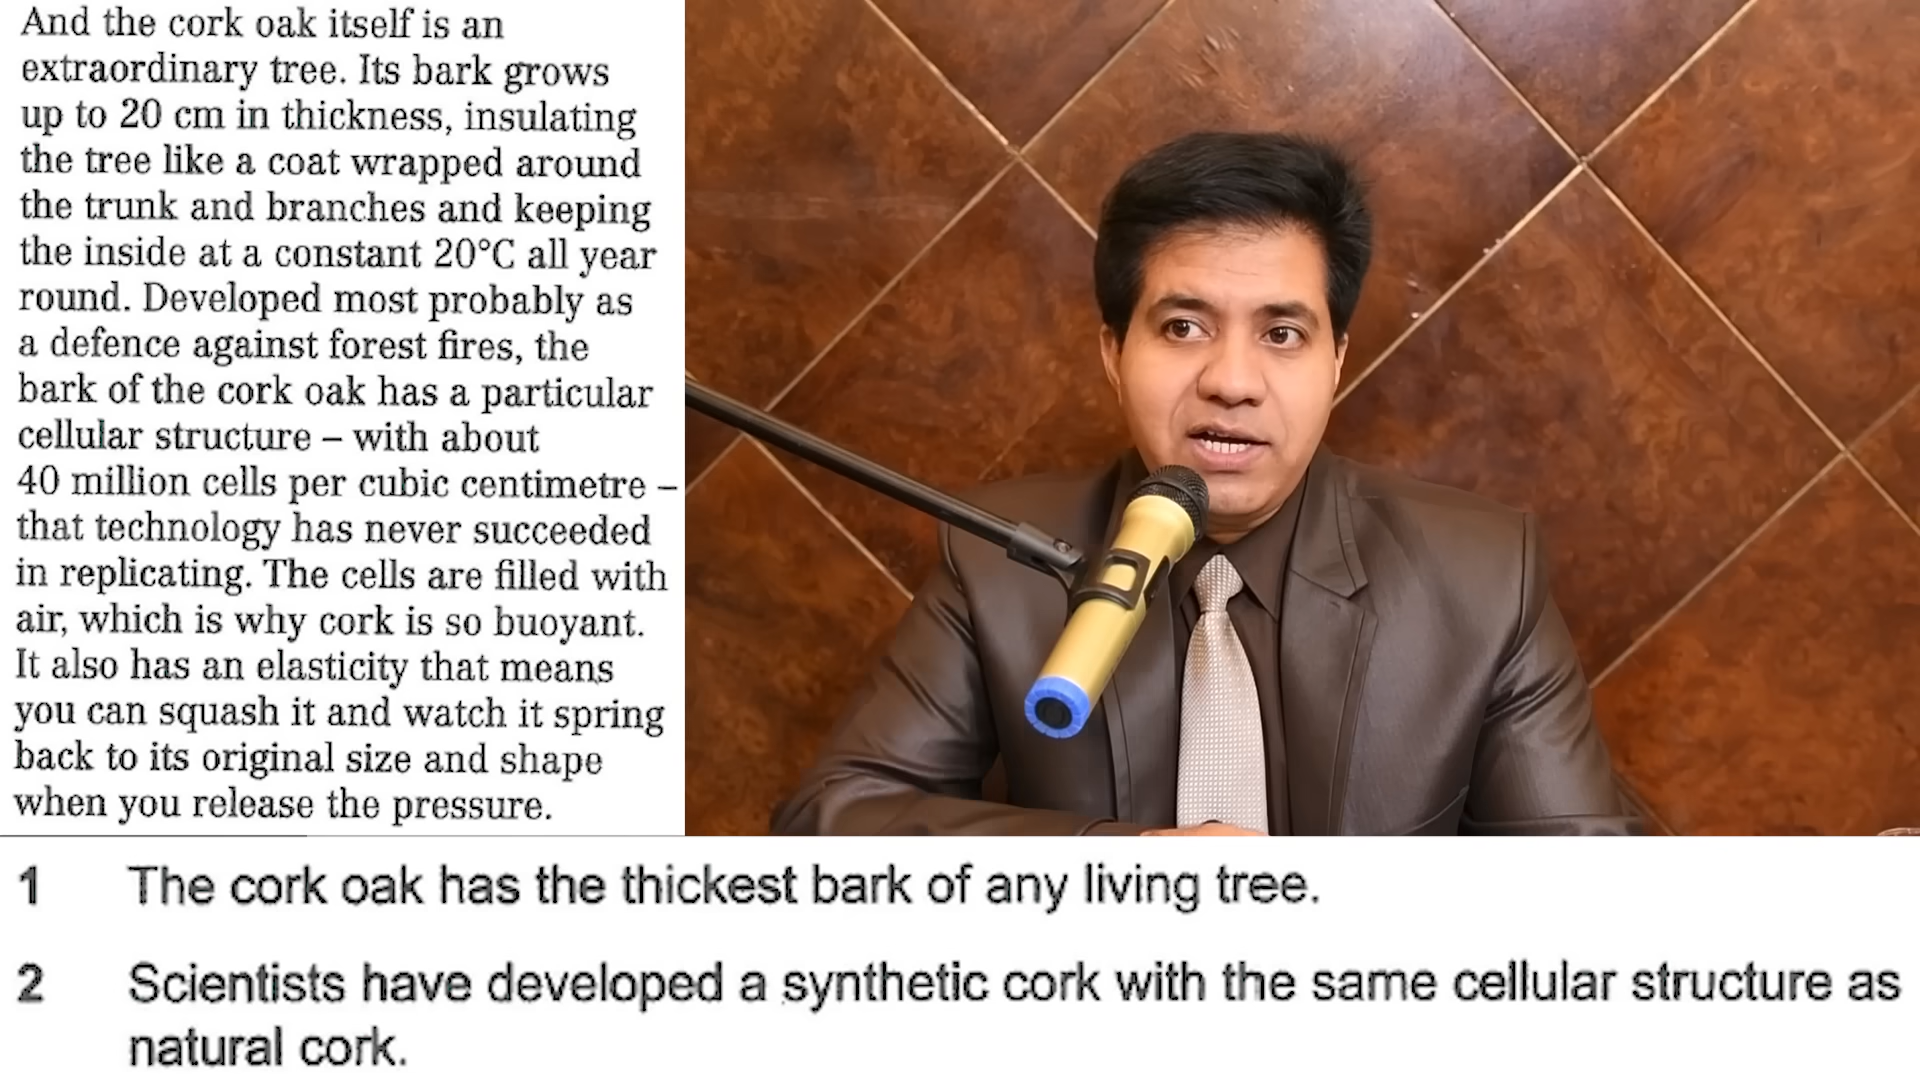 And the cork oak itself is an
extraordinary tree. Its bark grows
up to 20 cm in thickness, insulating
the tree like a coat wrapped around
the trunk and branches and keeping
the inside at a constant 20°C all year
round. Developed most probably as
a defence against forest fires, the
bark of the cork oak has a particular
cellular structure – with about
40 million cells per cubic centimetre –
that technology has never succeeded
in replicating. The cells are filled with
air, which is why cork is so buoyant.
It also has an elasticity that means
you can squash it and watch it spring
back to its original size and shape
when you release the pressure.
1 The cork oak has the thickest bark of any living tree.
2 Scientists have developed a synthetic cork with the same cellular structure as
natural cork.